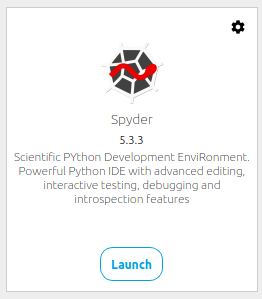 Spyder
5.3.3
Scientific PYthon Development EnviRonment.
Powerful Python IDE with advanced editing,
interactive testing, debugging and
introspection features
Launch